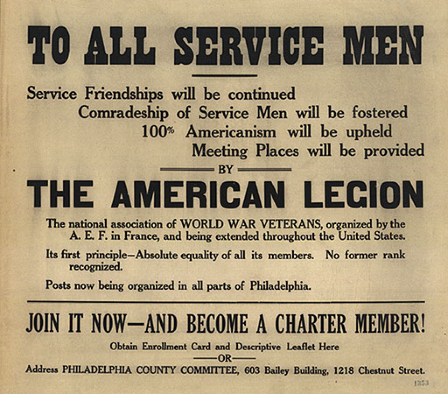 TO ALL SERVICE MEN
Service Friendships will be continued
Comradeship of Service Men will be fostered
100% Americanism will be upheld
Meeting Places will be provided
BY
THE AMERICAN LEGION
The national association of WORLD WAR VETERANS, organized by the
A. E. F. in France, and being extended throughout the United States.
Its first principle—Absolute equality of all its members. No former rank
recognized.
Posts now being organized in all parts of Philadelphia.
JOIN IT NOW—AND BECOME A CHARTER MEMBER!
Obtain Enrollment Card and Descriptive Leaflet Here
OR
Address PHILADELPHIA COUNTY COMMITTEE, 603 Bailey Building, 1218 Chestnut Street.